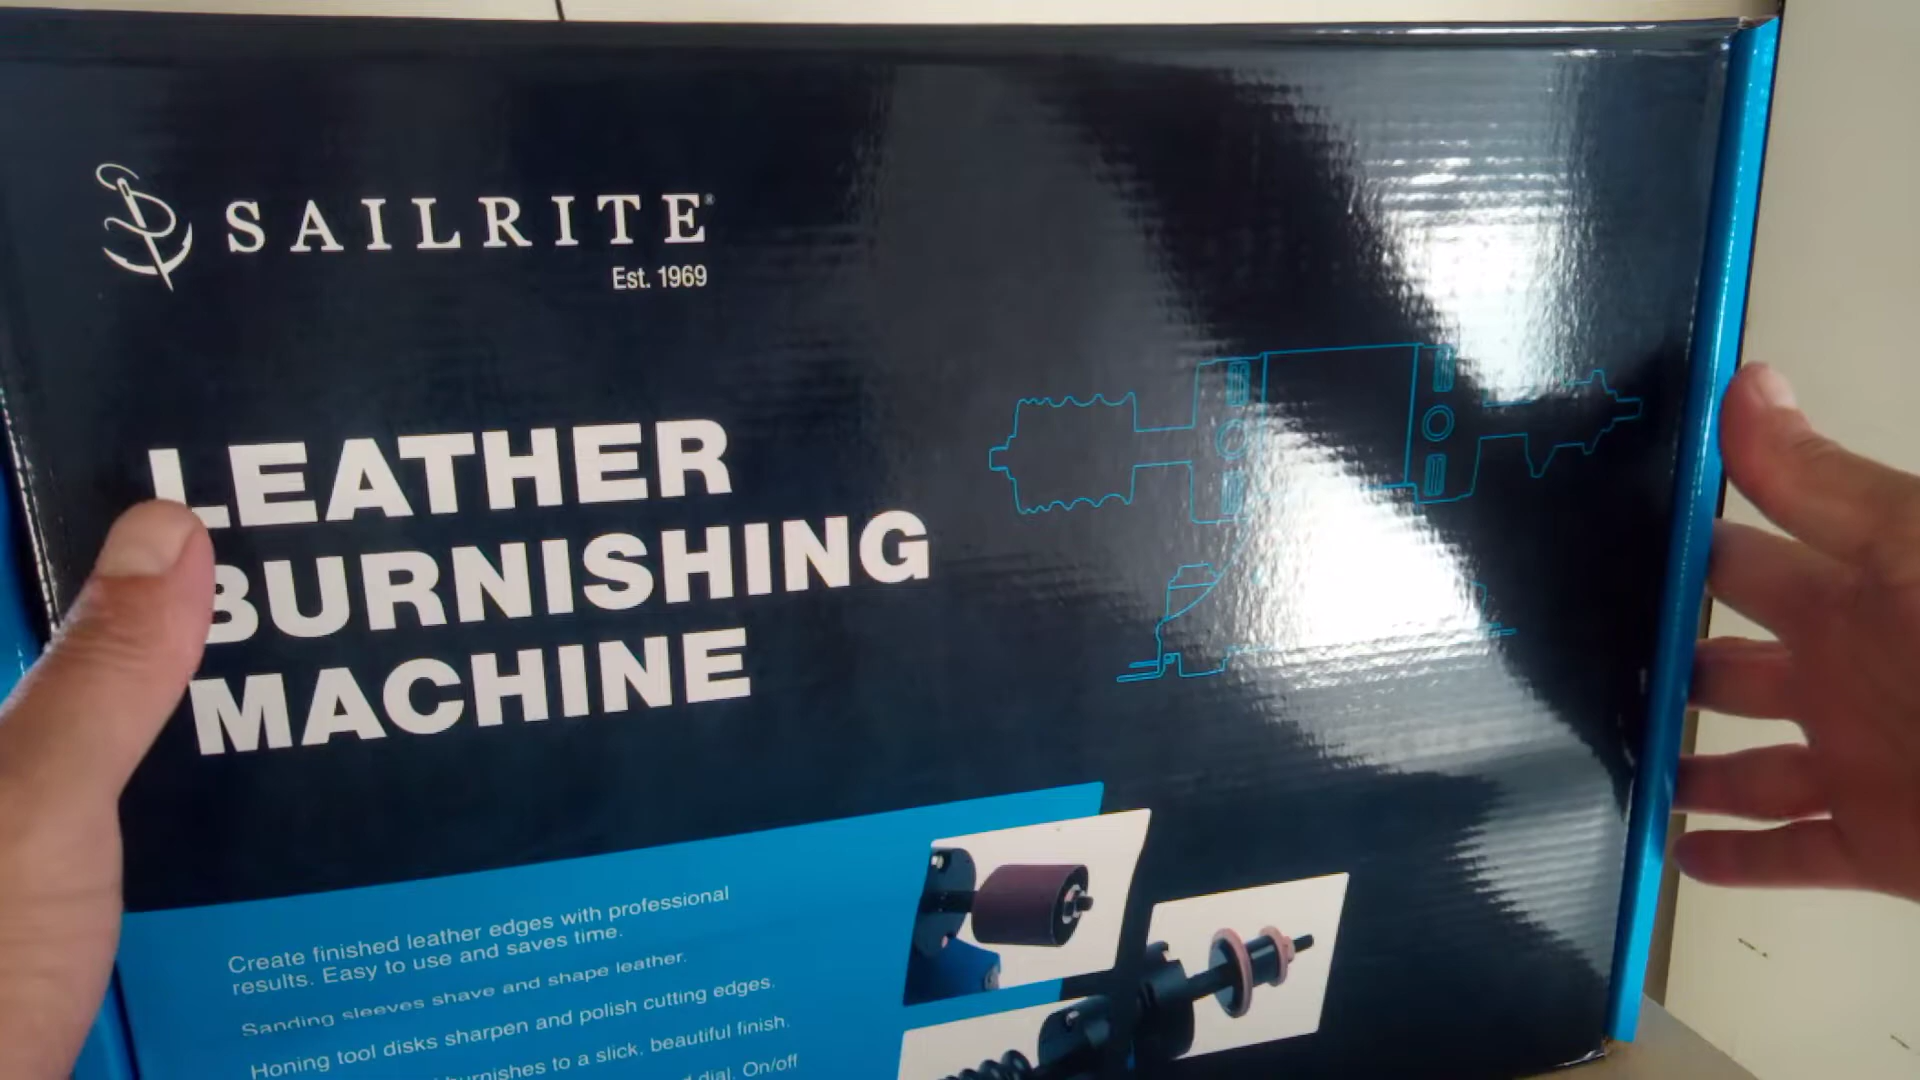 SAILRITE®
Est. 1969
LEATHER
BURNISHING
MACHINE
Create finished leather edges with professional
results. Easy to use and saves time.
Sanding sleeves shave and shape leather.
Honing tool disks sharpen and polish cutting edges.
burnishes to a slick, beautiful finish.
dial. On/off